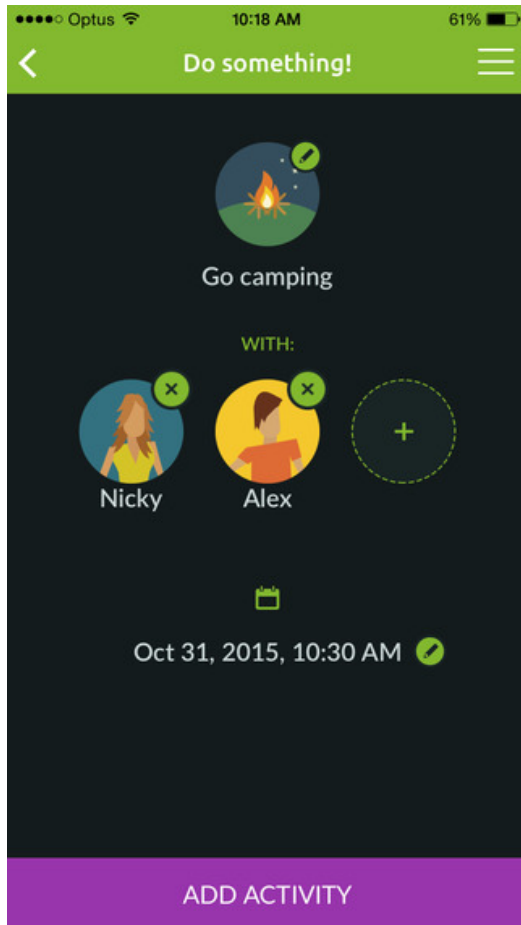 Optus 10:18 AM 61%
Do something!
Go camping
WITH:
Nicky Alex
+
Oct 31, 2015, 10:30 AM
ADD ACTIVITY